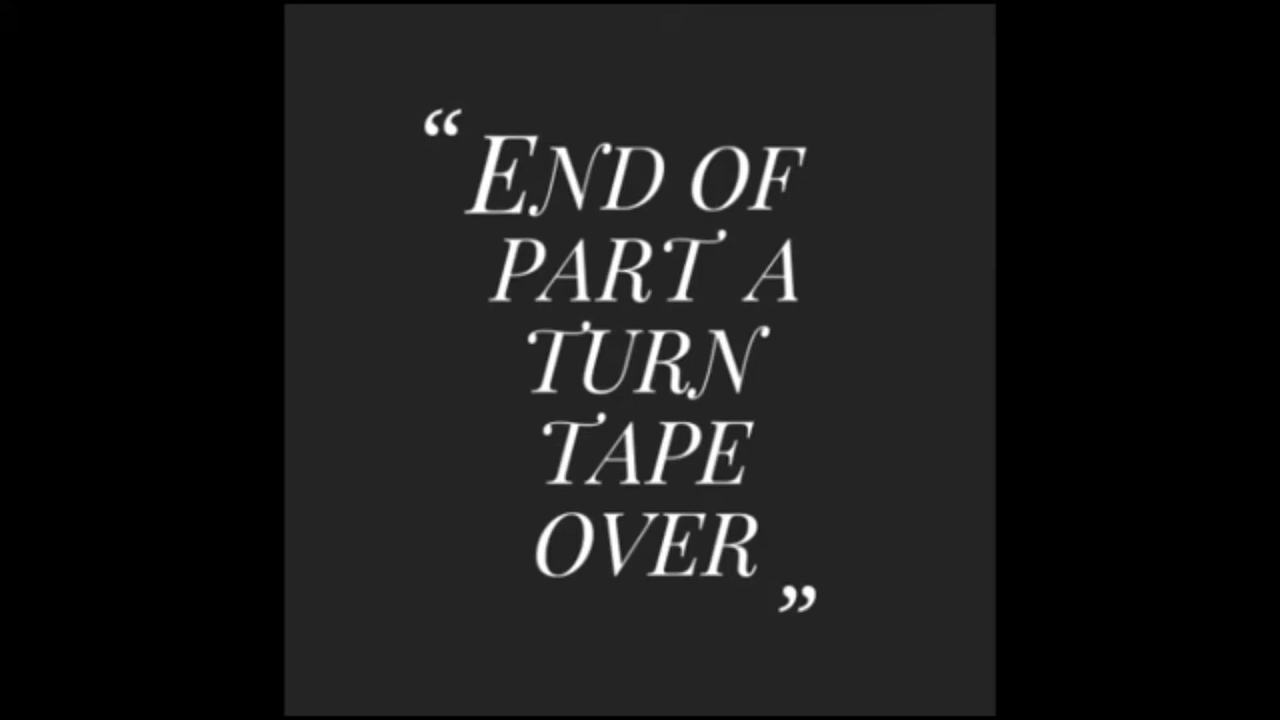 “END OF
PART A
TURN
TAPE
OVER”